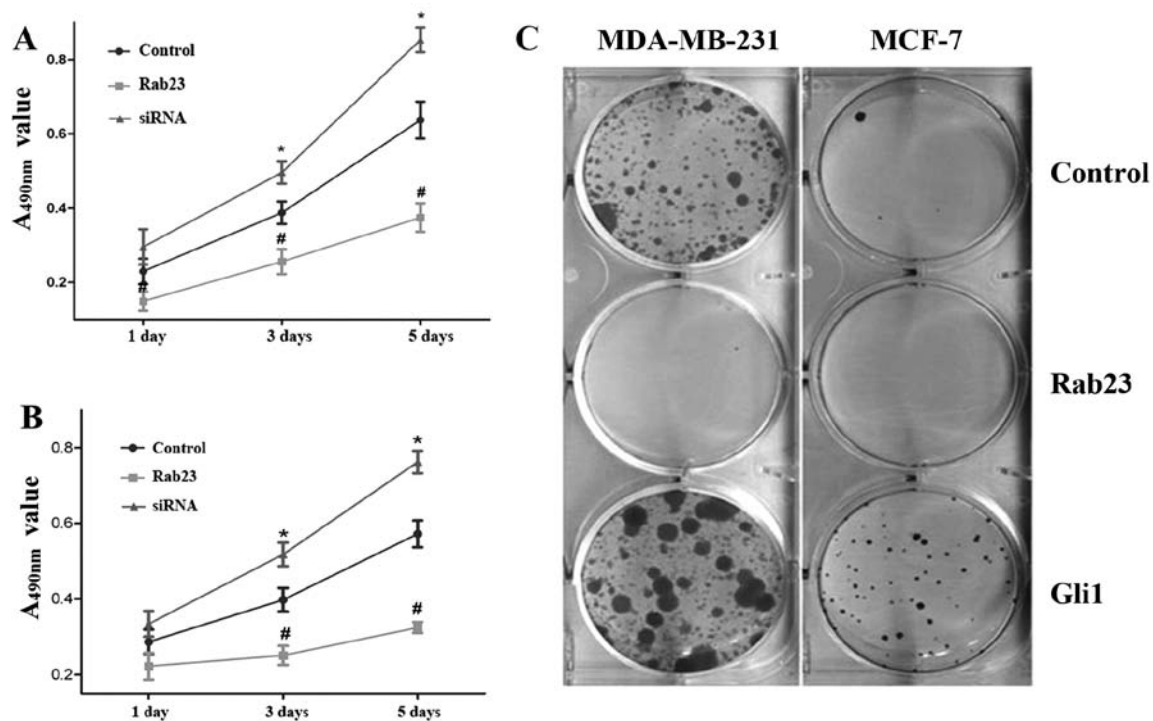 A
Control
Rab23
siRNA
A490nm value
0.8
0.6
0.4
0.2
*
*
#
#
#
1 day
3 days
5 days
B
Control
Rab23
siRNA
A490nm value
0.8
0.6
0.4
0.2
*
*
#
#
1 day
3 days
5 days
C
MDA-MB-231 MCF-7
Control
Rab23
Gli1